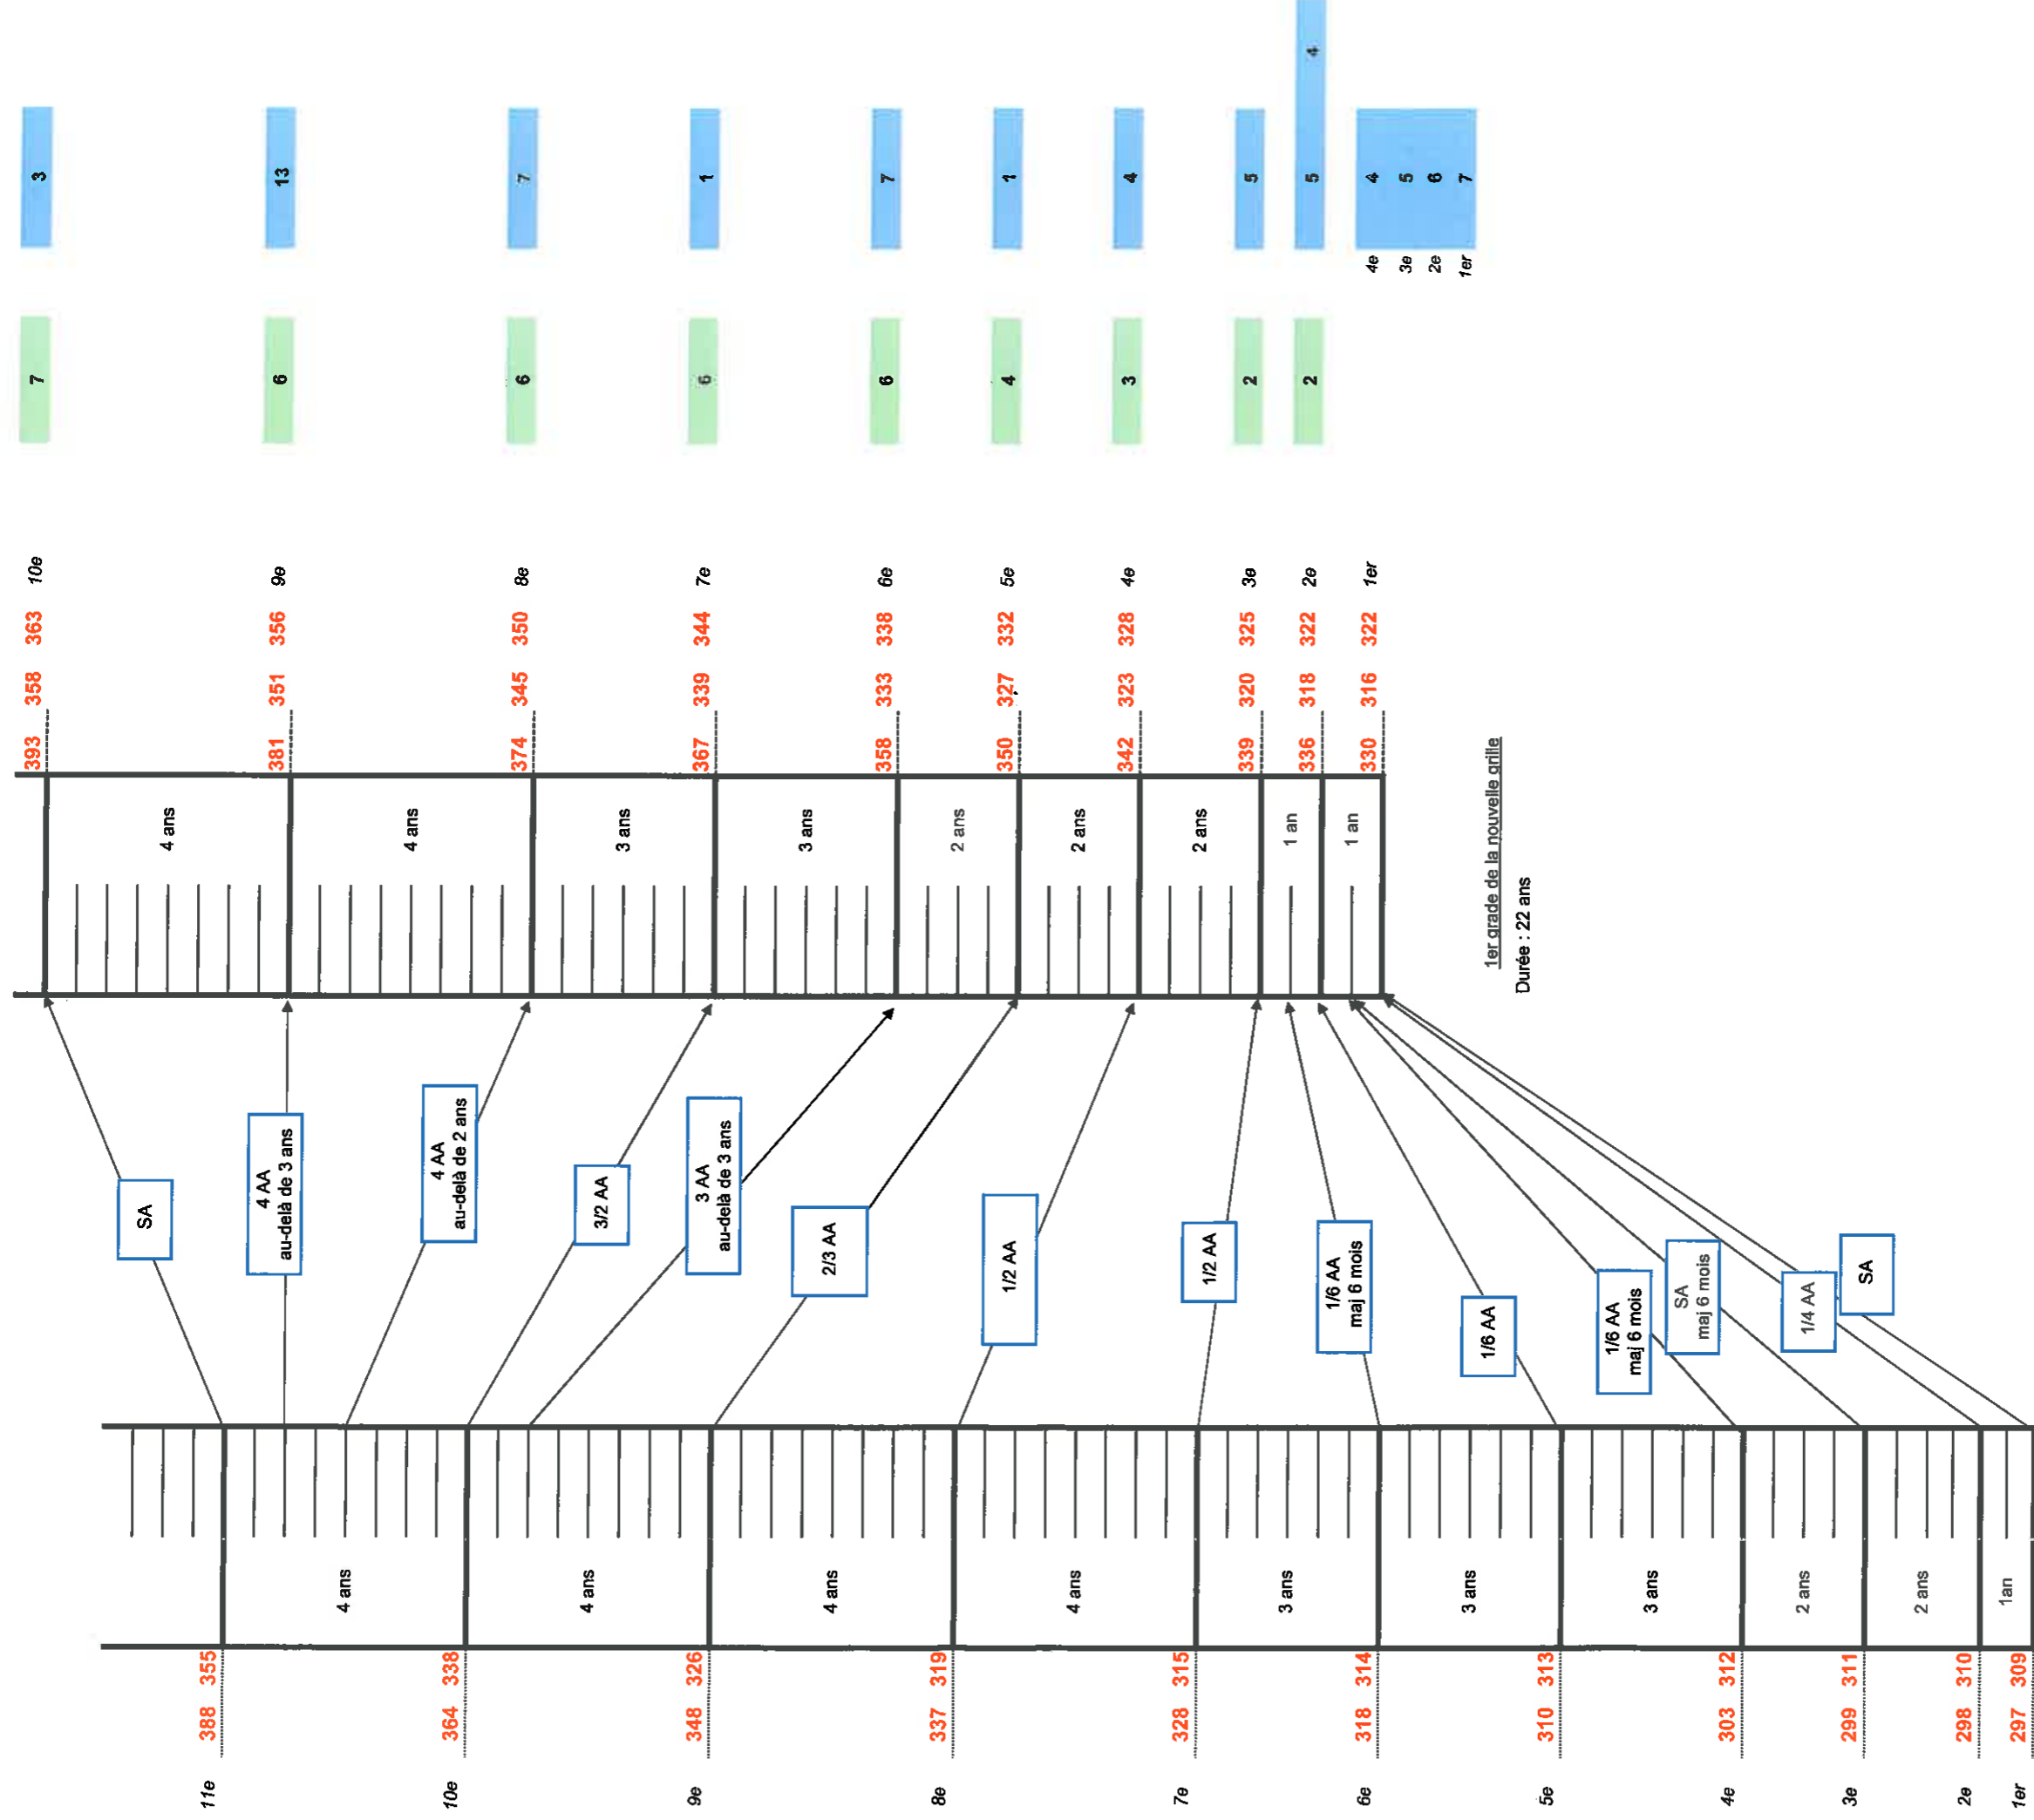 3
13
7
1
7
1
4
5
5 4
4e 4
3e 5
2e 6
1er 7
7
6
6
6
6
4
3
2
2
393 358 363 10e
381 351 356 9e
374 345 350 8e
367 339 344 7e
358 333 338 6e
350 327 332 5e
342 323 328 4e
339 320 325 3e
336 318 322 2e
330 316 322 1er
4 ans
4 ans
3 ans
3 ans
2 ans
2 ans
2 ans
1 an
1 an
1er grade de la nouvelle grille
Durée : 22 ans
SA
4 AA
au-delà de 3 ans
4 AA
au-delà de 2 ans
3/2 AA
3 AA
au-delà de 3 ans
2/3 AA
1/2 AA
1/2 AA
1/6 AA
maj 6 mois
1/6 AA
1/6 AA
maj 6 mois
SA
maj 6 mois
1/4 AA
SA
4 ans
4 ans
4 ans
4 ans
3 ans
3 ans
3 ans
2 ans
2 ans
1an
11e 388 355
10e 364 338
9e 348 326
8e 337 319
7e 328 315
6e 318 314
5e 310 313
4e 303 312
3e 299 311
2e 298 310
1er 297 309